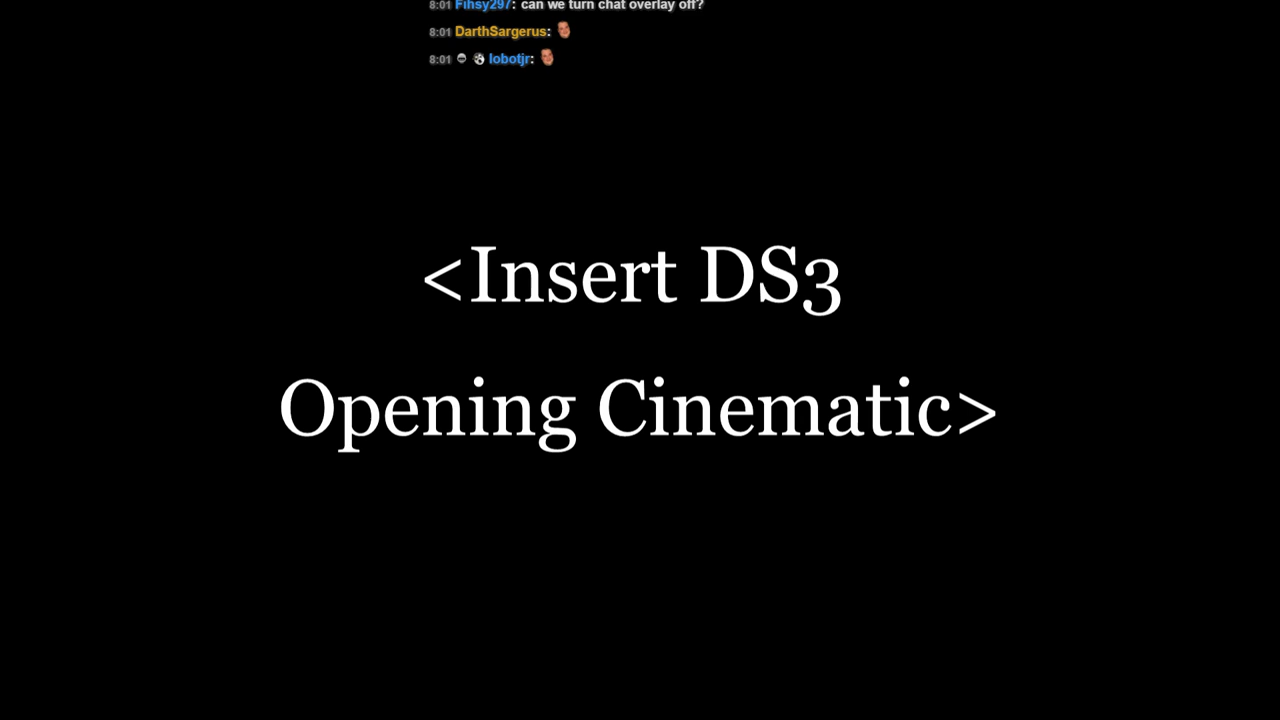 8:01 Fihsy297: can we turn chat overlay off?
8:01 DarthSargerus:
8:01 lobotjr:
<Insert DS3
Opening Cinematic>